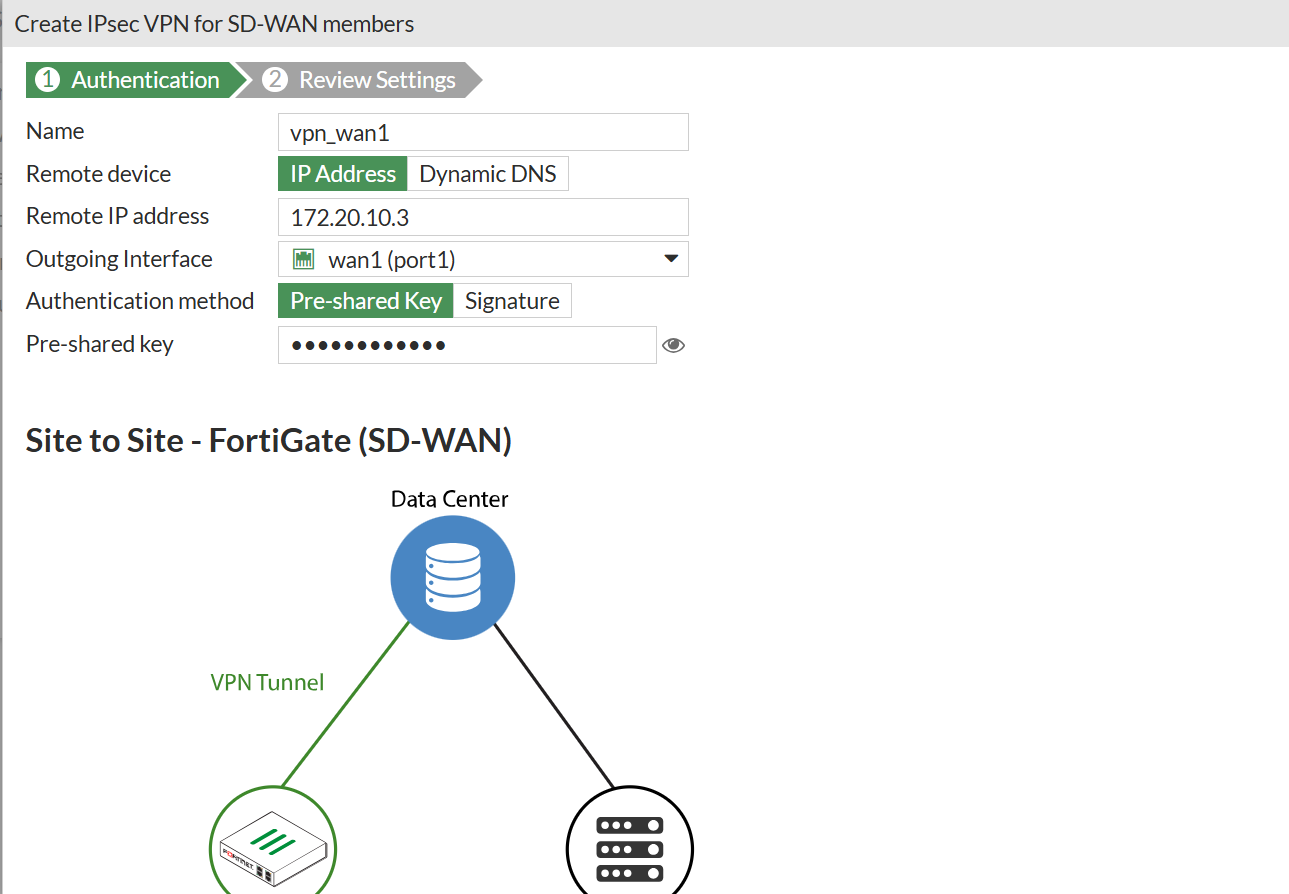 Create IPsec VPN for SD-WAN members
1 Authentication 2 Review Settings
Name vpn_wan1
Remote device IP Address Dynamic DNS
Remote IP address 172.20.10.3
Outgoing Interface wan1 (port1)
Authentication method Pre-shared Key Signature
Pre-shared key ••••••••••••
Site to Site - FortiGate (SD-WAN)
Data Center
VPN Tunnel
FORTINET